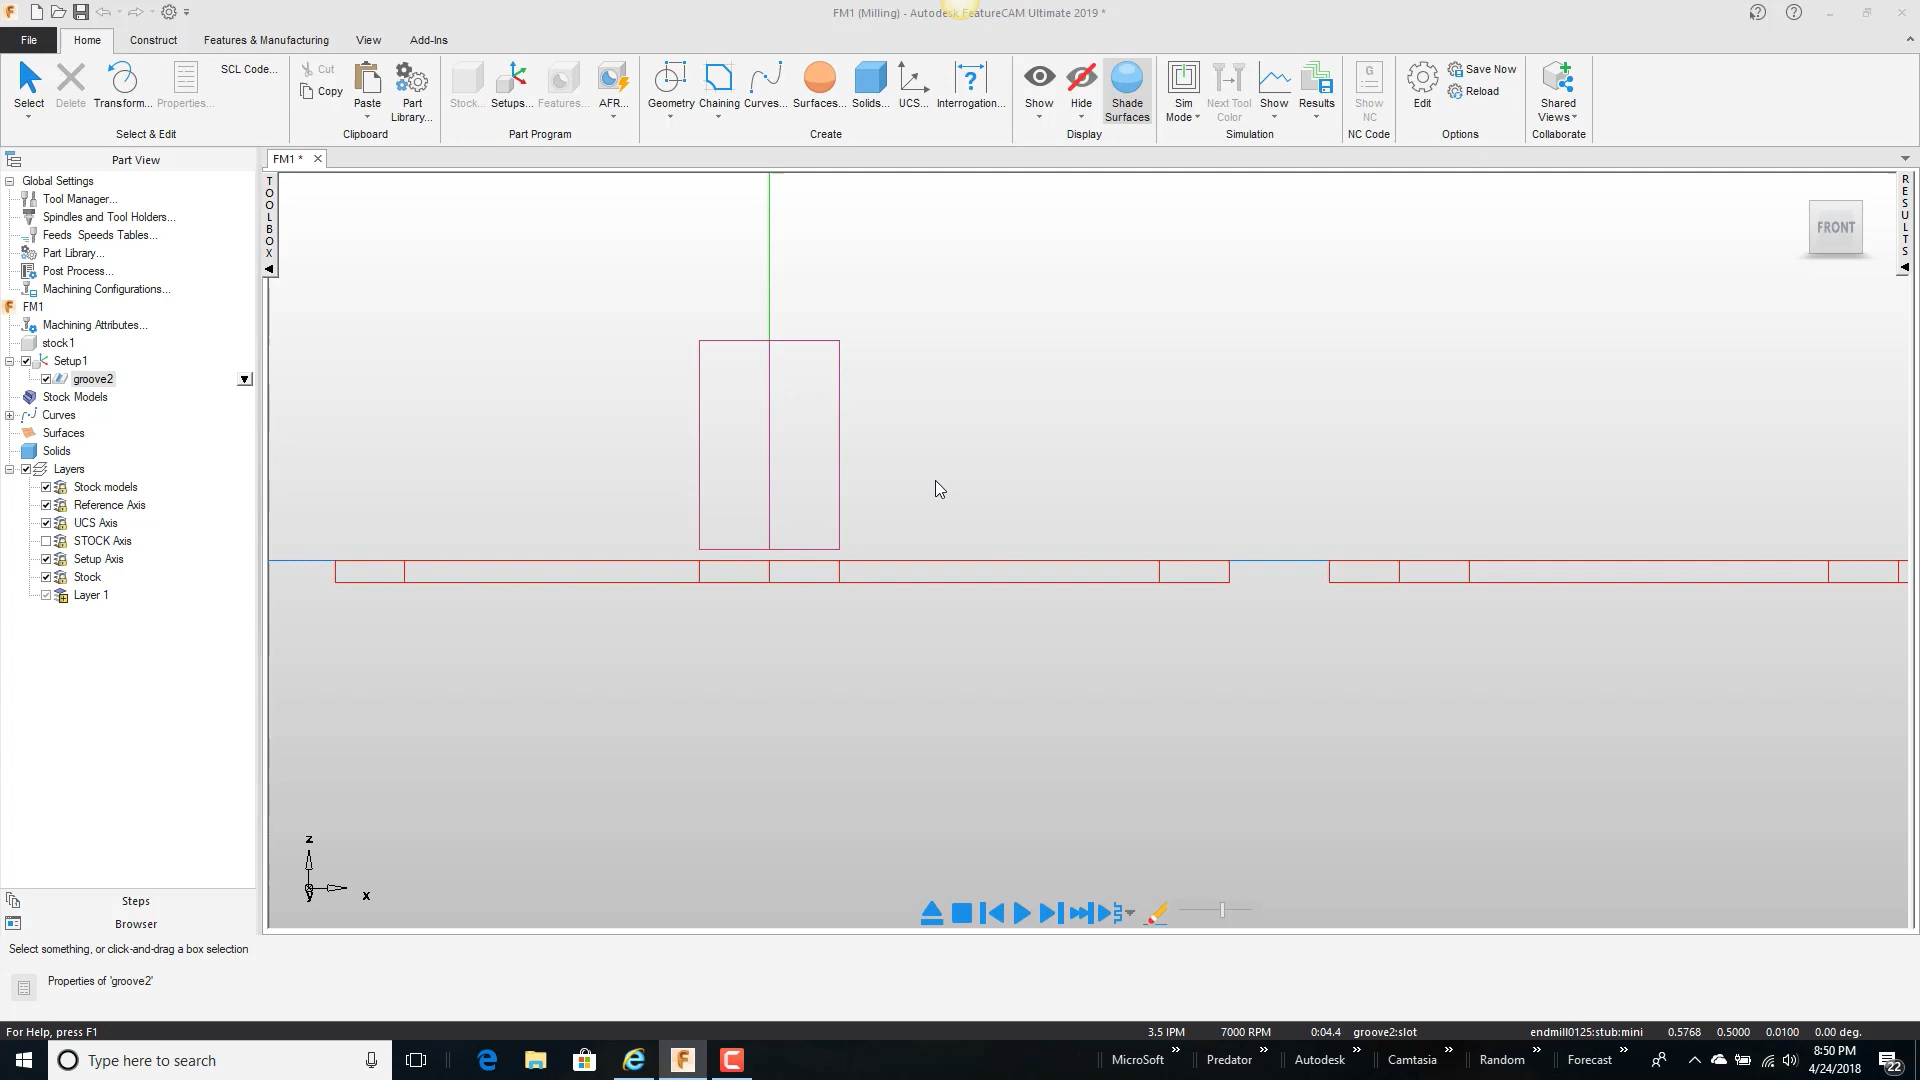 FM1 (Milling) - Autodesk FeatureCAM Ultimate 2019 *
File Home Construct Features & Manufacturing View Add-Ins
Select Delete Transform... Properties... SCL Code...
Select & Edit
Cut
Copy
Paste
Part Library...
Clipboard
Stock... Setups... Features... AFR...
Part Program
Geometry Chaining Curves... Surfaces... Solids... UCS... Interrogation...
Create
Show Hide Shade Surfaces
Display
Sim Mode Next Tool Color Show Results
Simulation
G
Show NC
NC Code
Edit Save Now
Reload
Options
Shared Views
Collaborate
Part View
FM1 *
Global Settings
Tool Manager...
Spindles and Tool Holders...
Feeds Speeds Tables...
Part Library...
Post Process...
Machining Configurations...
FM1
Machining Attributes...
stock1
Setup1
groove2
Stock Models
Curves
Surfaces
Solids
Layers
Stock models
Reference Axis
UCS Axis
STOCK Axis
Setup Axis
Stock
Layer 1
TOOLBOX
FRONT
RESULTS
z
y x
Steps
Browser
Select something, or click-and-drag a box selection
Properties of 'groove2'
For Help, press F1 3.5 IPM 7000 RPM 0:04.4 groove2:slot endmill0125:stub:mini 0.5768 0.5000 0.0100 0.00 deg.
Type here to search MicroSoft » Predator » Autodesk » Camtasia » Random » Forecast » 8:50 PM
4/24/2018
22